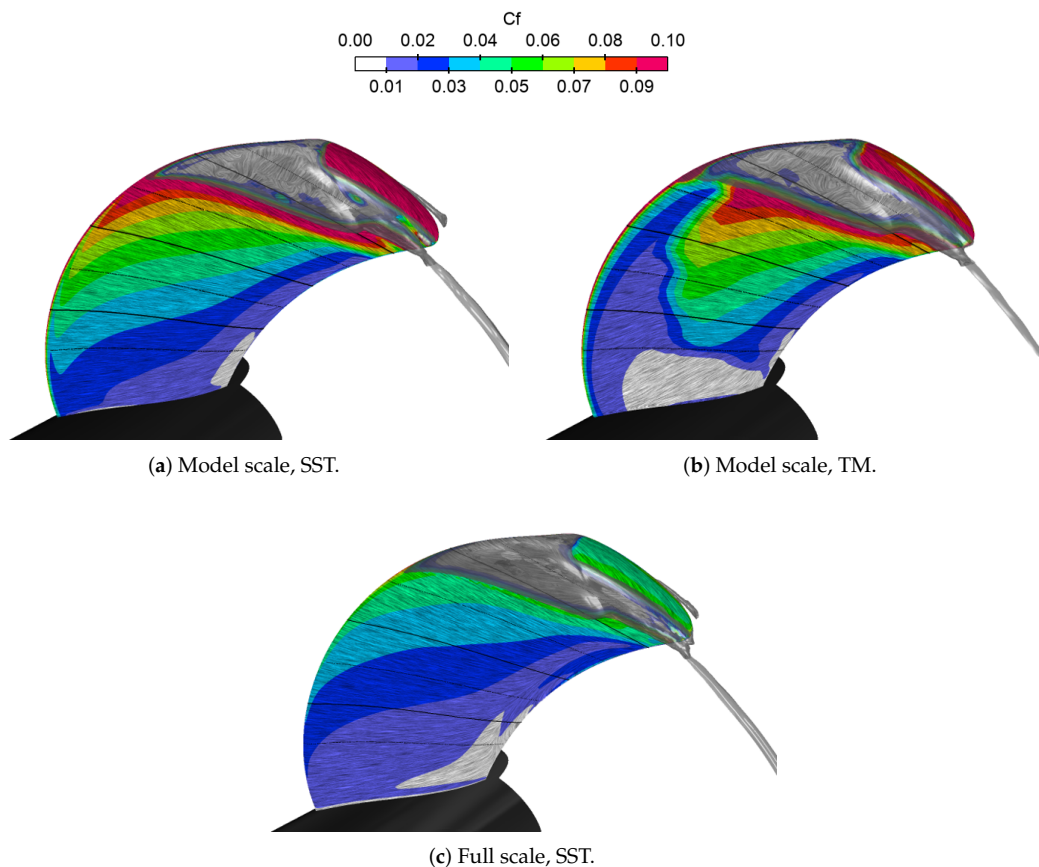 Cf
0.00 0.02 0.04 0.06 0.08 0.10
0.01 0.03 0.05 0.07 0.09
(a) Model scale, SST.
(b) Model scale, TM.
(c) Full scale, SST.